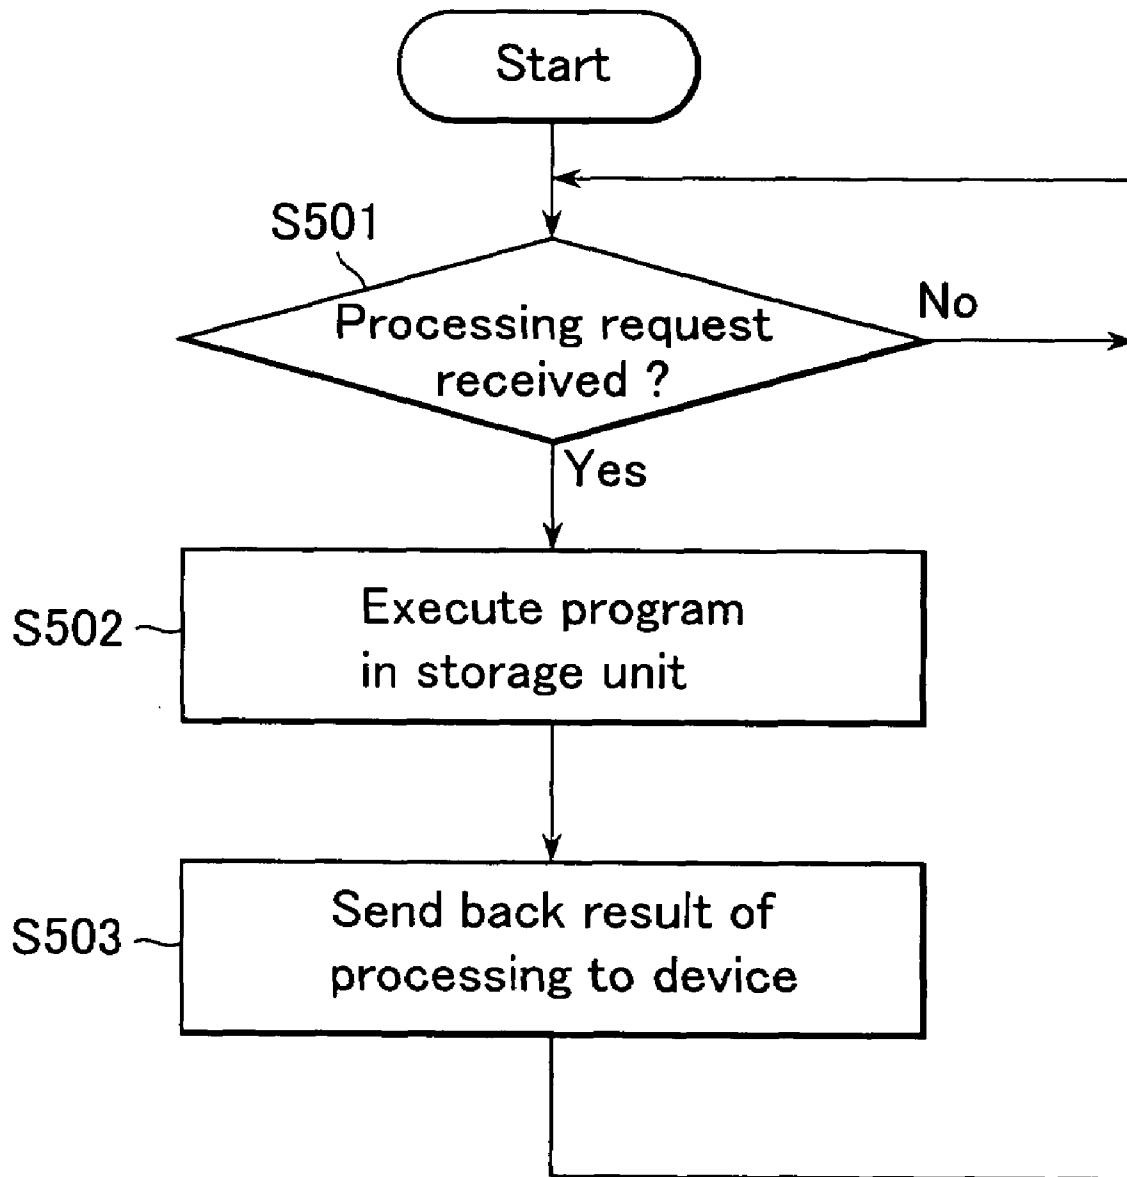 Start
S501
Processing request
received ?
No
Yes
S502
Execute program
in storage unit
S503
Send back result of
processing to device